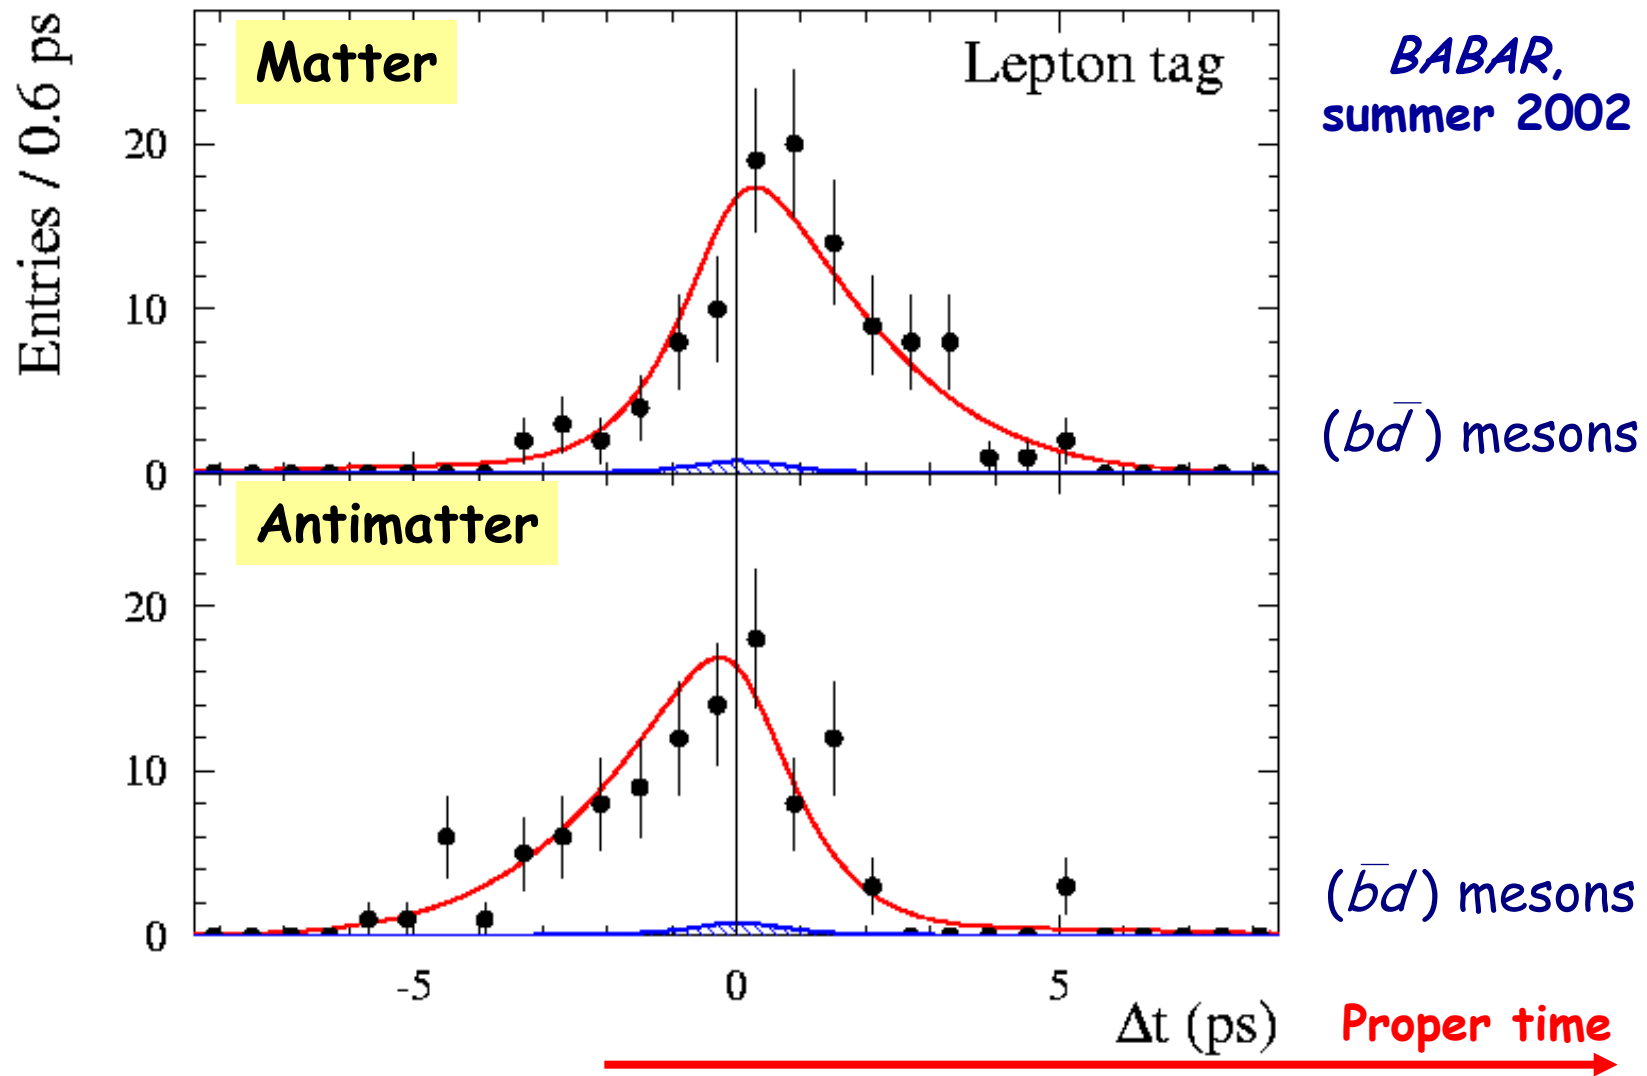 Matter
Lepton tag
BABAR,
summer 2002
Entries / 0.6 ps
20
10
0
(bd̅) mesons
Antimatter
20
10
0
(b̅d) mesons
-5 0 5
Δt (ps)
Proper time